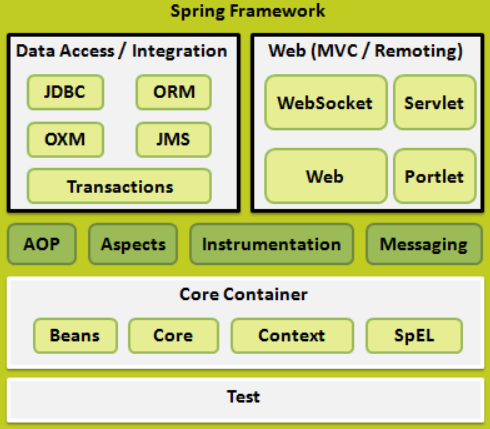 Spring Framework
Data Access / Integration
JDBC
ORM
OXM
JMS
Transactions
Web (MVC / Remoting)
WebSocket
Servlet
Web
Portlet
AOP
Aspects
Instrumentation
Messaging
Core Container
Beans
Core
Context
SpEL
Test